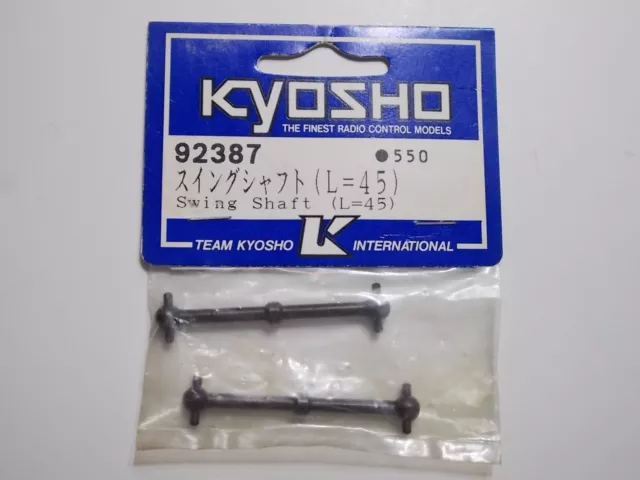 KYOSHO
THE FINEST RADIO CONTROL MODELS
92387 ●550
スイングシャフト(L=45)
Swing Shaft (L=45)
TEAM KYOSHO K INTERNATIONAL